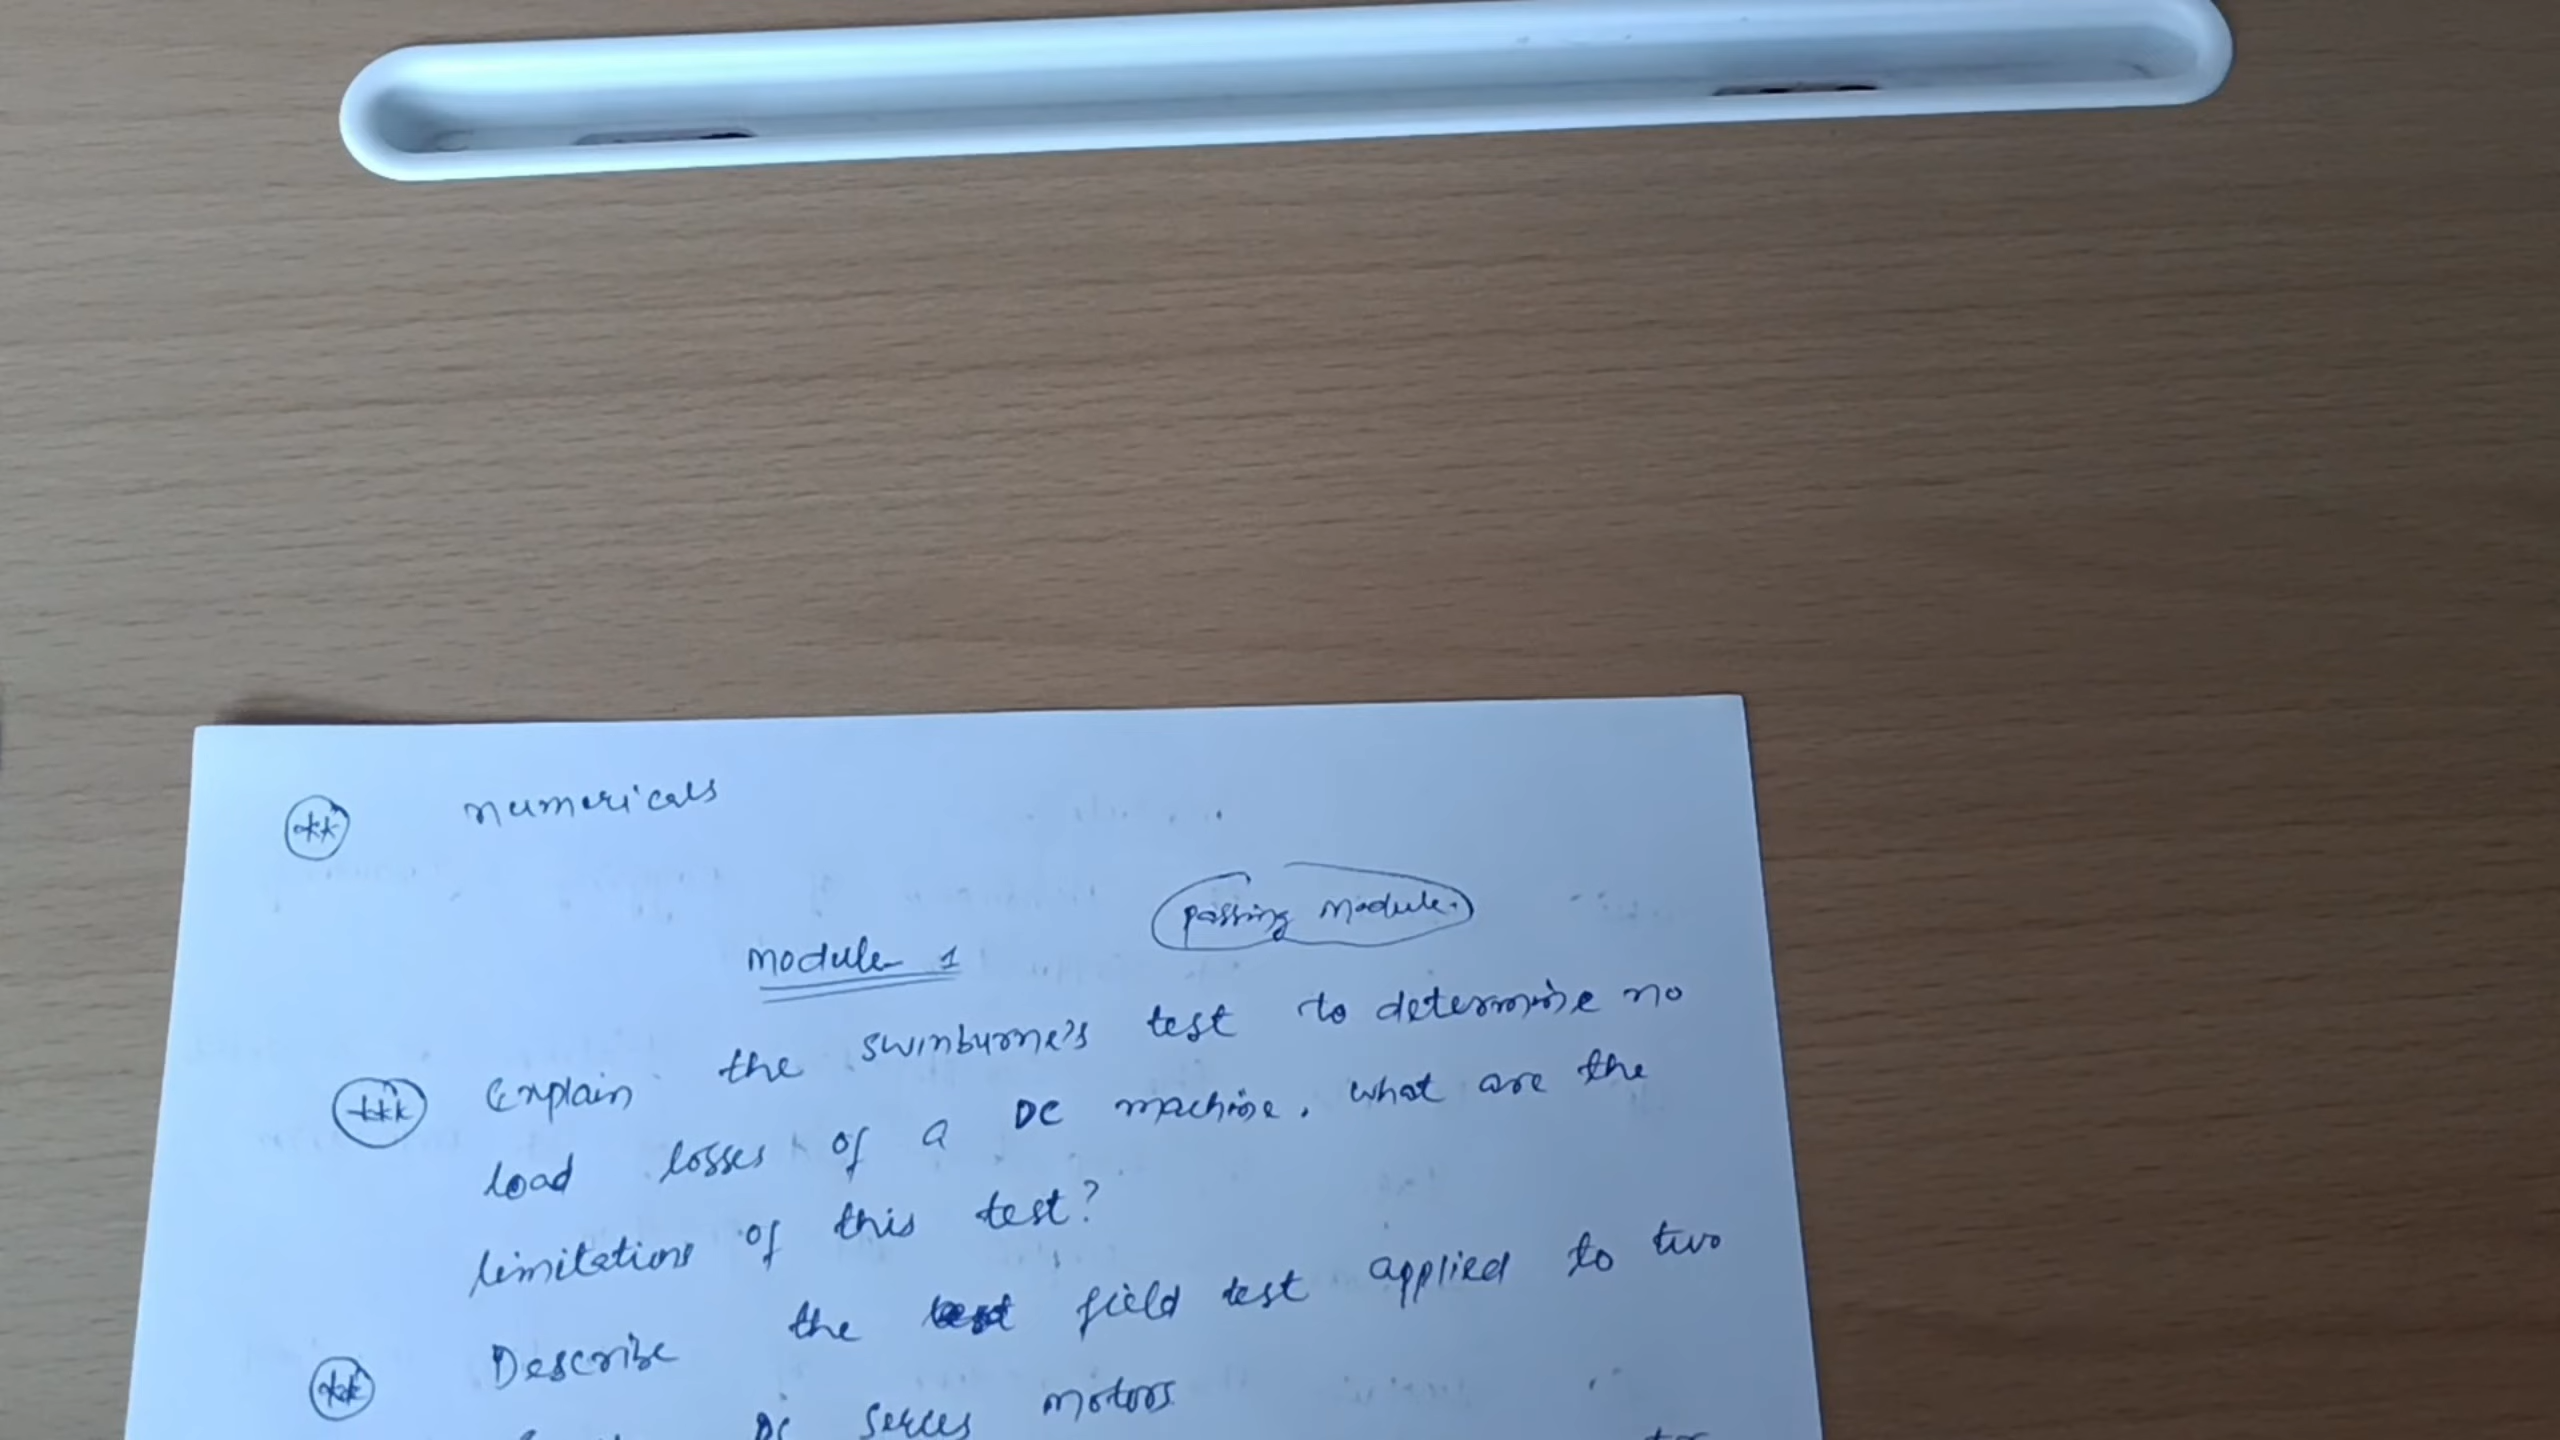 ** numericals
passing module.
module 1
*** Explain the swinburne's test to determine no
load losses of a DC machine. what are the
limitations of this test?
** Describe the field test applied to two
DC series motors